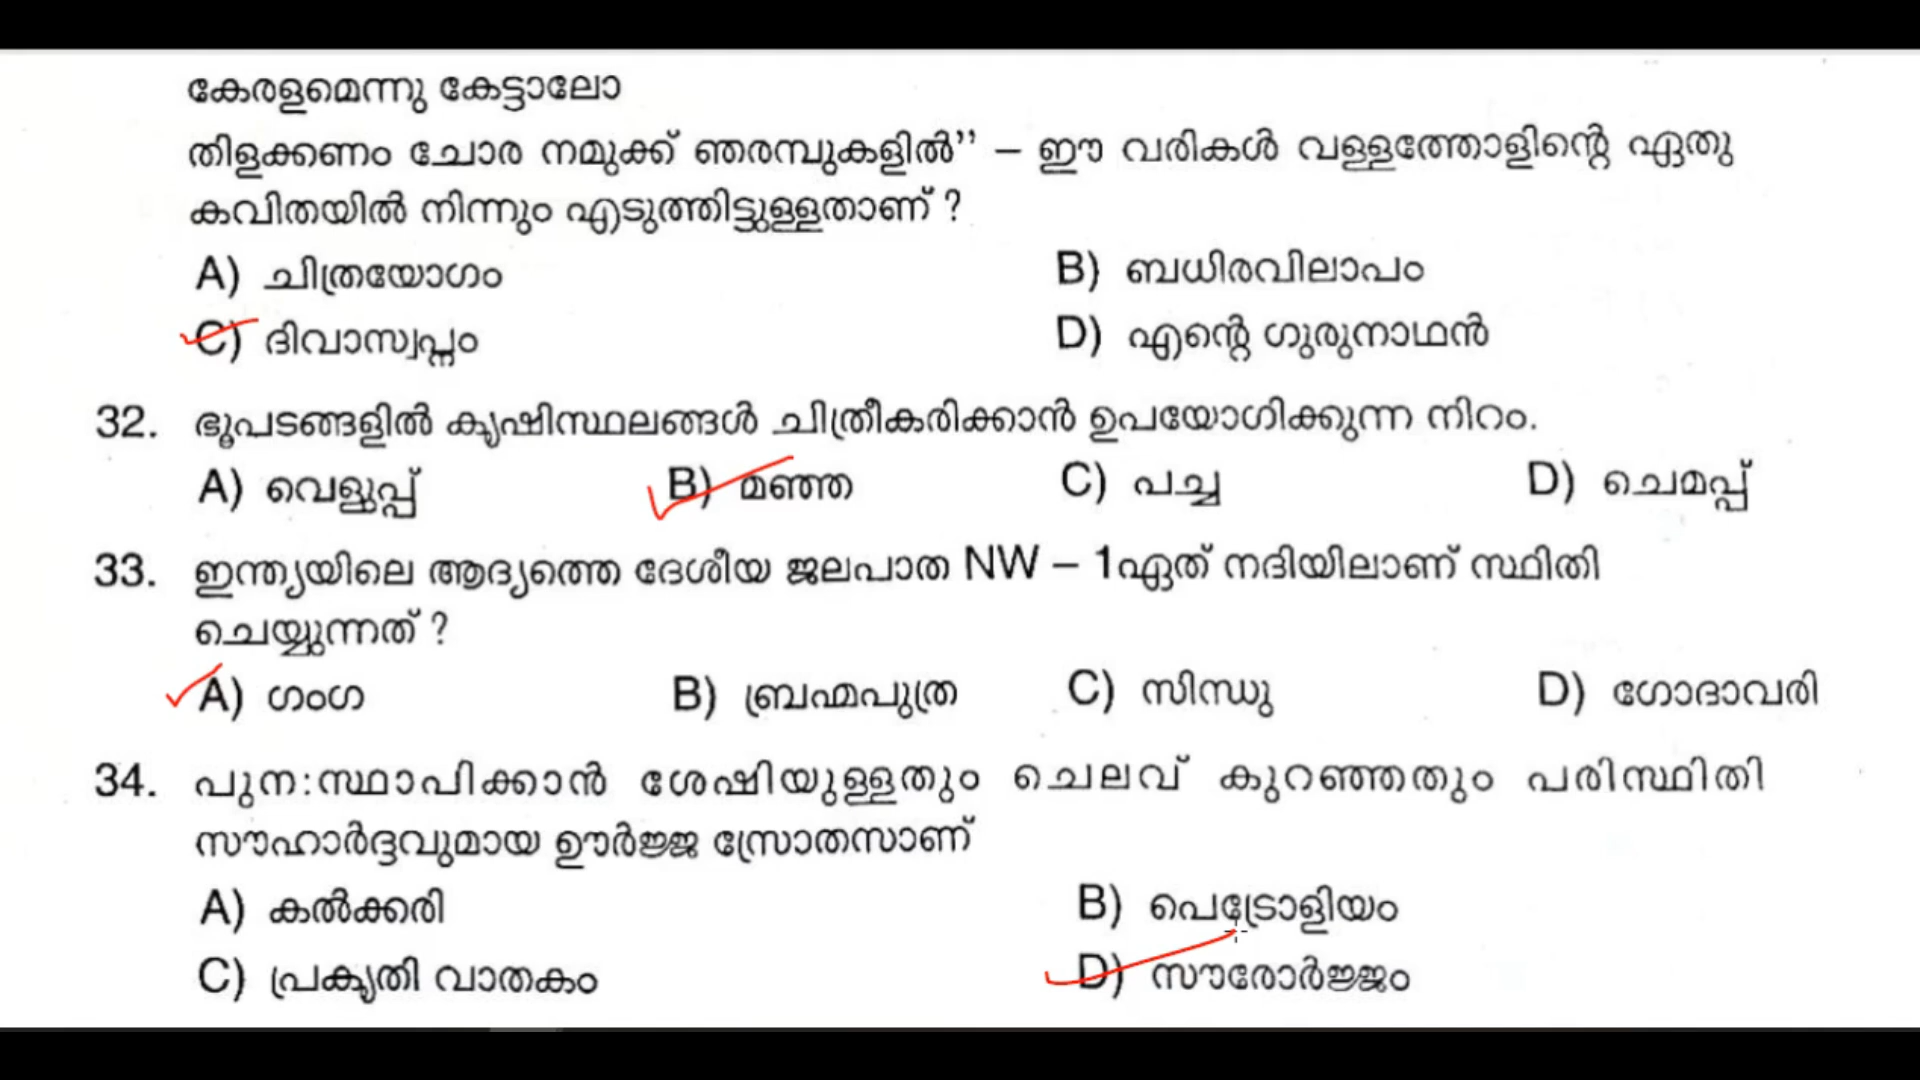 കേരളമെന്നു കേട്ടാലോ
തിളക്കണം ചോര നമുക്ക് ഞരമ്പുകളിൽ” – ഈ വരികൾ വള്ളത്തോളിന്റെ ഏതു
കവിതയിൽ നിന്നും എടുത്തിട്ടുള്ളതാണ് ?
A) ചിത്രയോഗം B) ബധിരവിലാപം
C) ദിവാസ്വപ്നം D) എന്റെ ഗുരുനാഥൻ
32. ഭൂപടങ്ങളിൽ കൃഷിസ്ഥലങ്ങൾ ചിത്രീകരിക്കാൻ ഉപയോഗിക്കുന്ന നിറം.
A) വെളുപ്പ് B) മഞ്ഞ C) പച്ച D) ചെമപ്പ്
33. ഇന്ത്യയിലെ ആദ്യത്തെ ദേശീയ ജലപാത NW – 1ഏത് നദിയിലാണ് സ്ഥിതി
ചെയ്യുന്നത് ?
A) ഗംഗ B) ബ്രഹ്മപുത്ര C) സിന്ധു D) ഗോദാവരി
34. പുന:സ്ഥാപിക്കാൻ ശേഷിയുള്ളതും ചെലവ് കുറഞ്ഞതും പരിസ്ഥിതി
സൗഹാർദ്ദവുമായ ഊർജ്ജ സ്രോതസാണ്
A) കൽക്കരി B) പെട്രോളിയം
C) പ്രകൃതി വാതകം D) സൗരോർജ്ജം